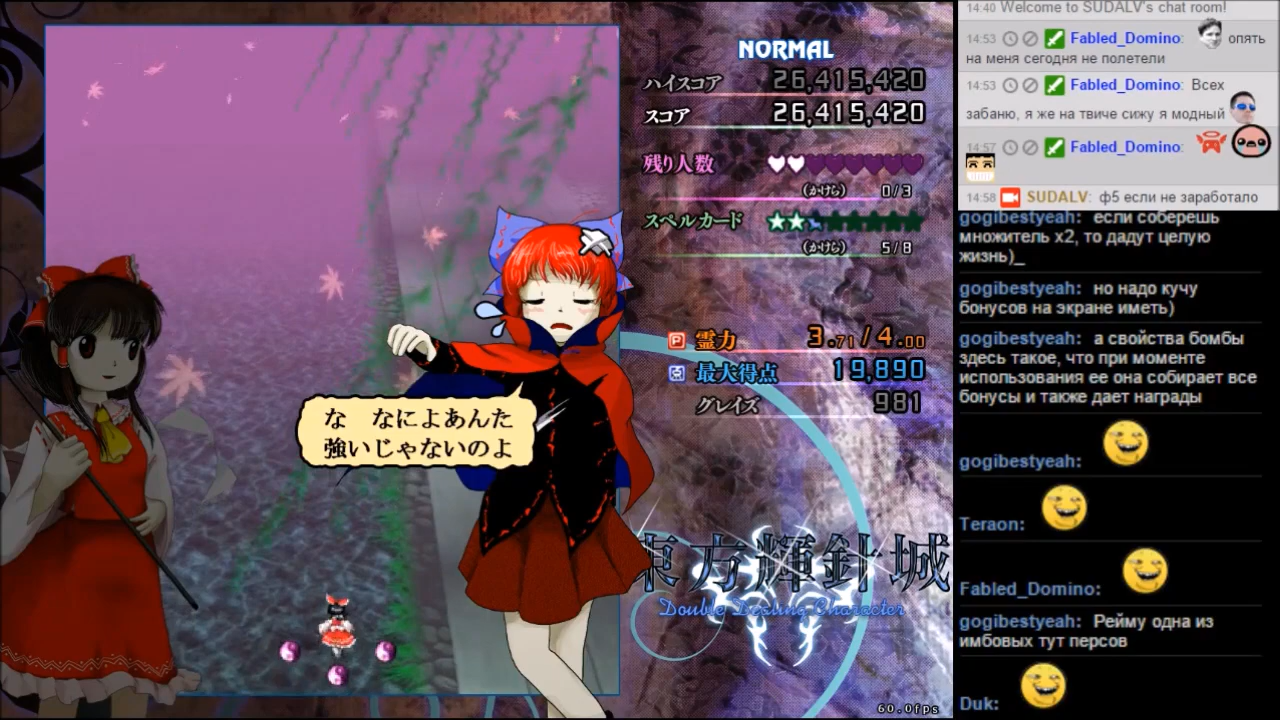 NORMAL
ハイスコア 26,415,420
スコア 26,415,420
残り人数
(かけら) 0/3
スペルカード
(かけら) 5/8
P 霊力 3.71/4.00
最大得点 19,890
グレイズ 981
な なによあんた
強いじゃないのよ
東方輝針城
Double Dealing Character
60.0fps
14:40 Welcome to SUDALV's chat room!
14:53 Fabled_Domino: опять
на меня сегодня не полетели
14:53 Fabled_Domino: Всех
забаню, я же на твиче сижу я модный
14:57 Fabled_Domino:
14:58 SUDALV: ф5 если не заработало
gogibestyeah: если соберешь
множитель х2, то дадут целую
жизнь)_
gogibestyeah: но надо кучу
бонусов на экране иметь)
gogibestyeah: а свойства бомбы
здесь такое, что при моменте
использования ее она собирает все
бонусы и также дает награды
gogibestyeah:
Teraon:
Fabled_Domino:
gogibestyeah: Рейму одна из
имбовых тут персов
Duk: